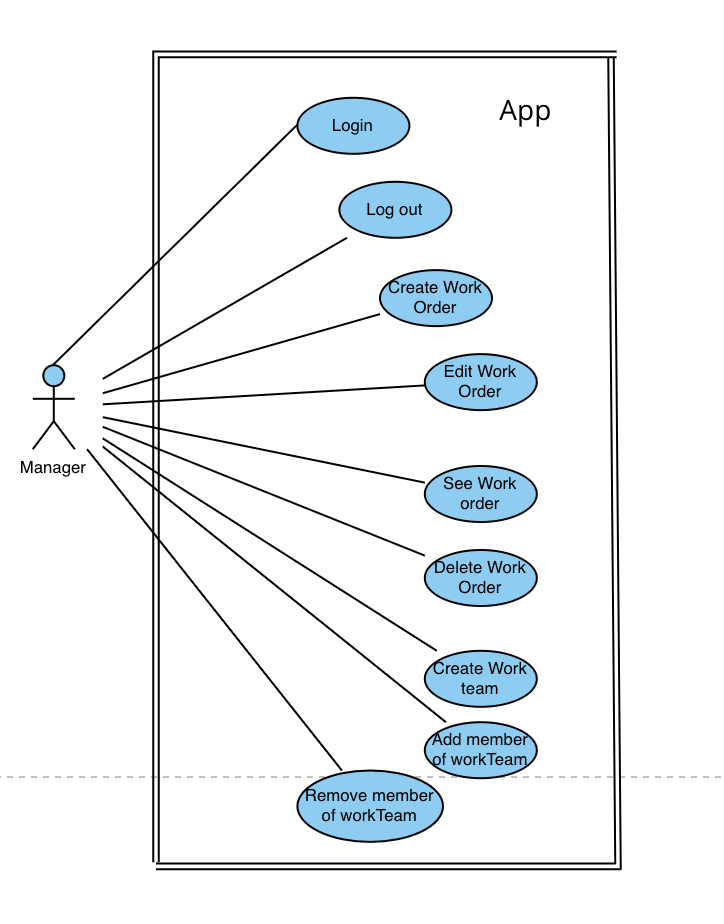 App
Login
Log out
Create Work
Order
Edit Work
Order
Manager
See Work
order
Delete Work
Order
Create Work
team
Add member
of workTeam
Remove member
of workTeam